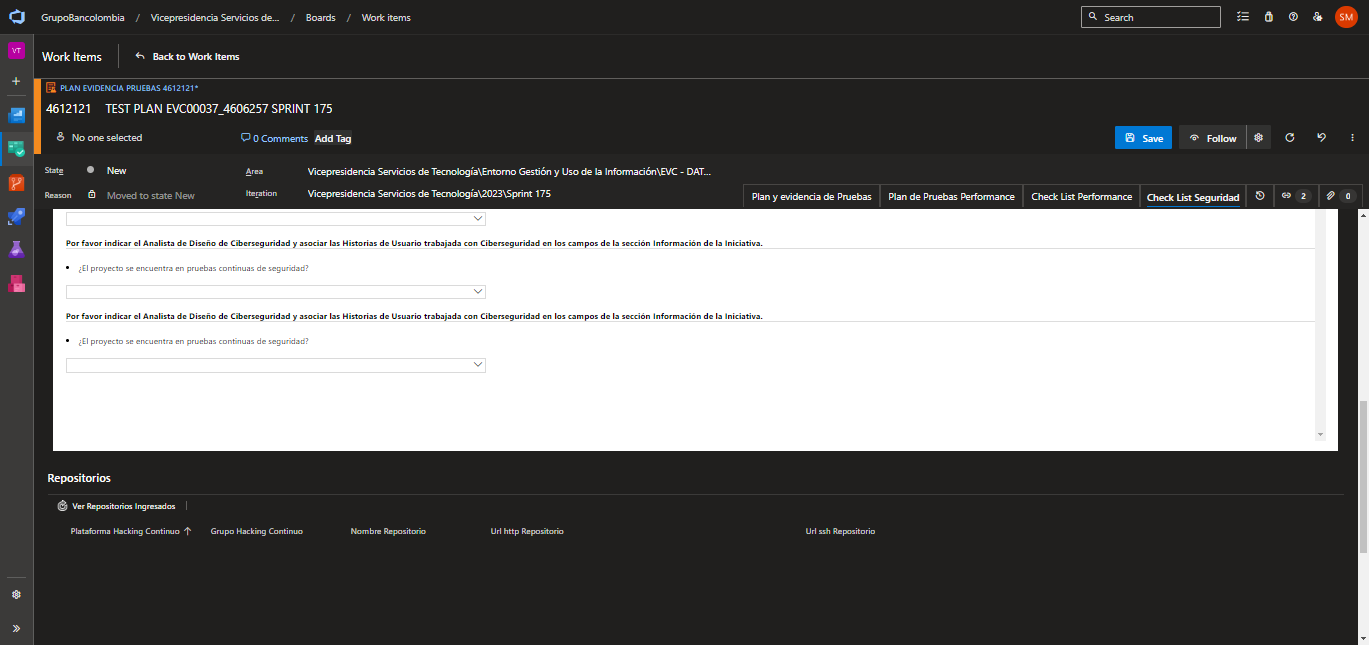 GrupoBancolombia / Vicepresidencia Servicios de... / Boards / Work items
Search
SM
VT
Work Items
Back to Work Items
PLAN EVIDENCIA PRUEBAS 4612121*
4612121 TEST PLAN EVC00037_4606257 SPRINT 175
No one selected
0 Comments
Add Tag
Save
Follow
State
New
Area
Vicepresidencia Servicios de Tecnología\Entorno Gestión y Uso de la Información\EVC - DAT...
Reason
Moved to state New
Iteration
Vicepresidencia Servicios de Tecnología\2023\Sprint 175
Plan y evidencia de Pruebas
Plan de Pruebas Performance
Check List Performance
Check List Seguridad
2
0
Por favor indicar el Analista de Diseño de Ciberseguridad y asociar las Historias de Usuario trabajada con Ciberseguridad en los campos de la sección Información de la Iniciativa.
• ¿El proyecto se encuentra en pruebas continuas de seguridad?
Por favor indicar el Analista de Diseño de Ciberseguridad y asociar las Historias de Usuario trabajada con Ciberseguridad en los campos de la sección Información de la Iniciativa.
• ¿El proyecto se encuentra en pruebas continuas de seguridad?
Repositorios
Ver Repositorios Ingresados
Plataforma Hacking Continuo ↑
Grupo Hacking Continuo
Nombre Repositorio
Url http Repositorio
Url ssh Repositorio